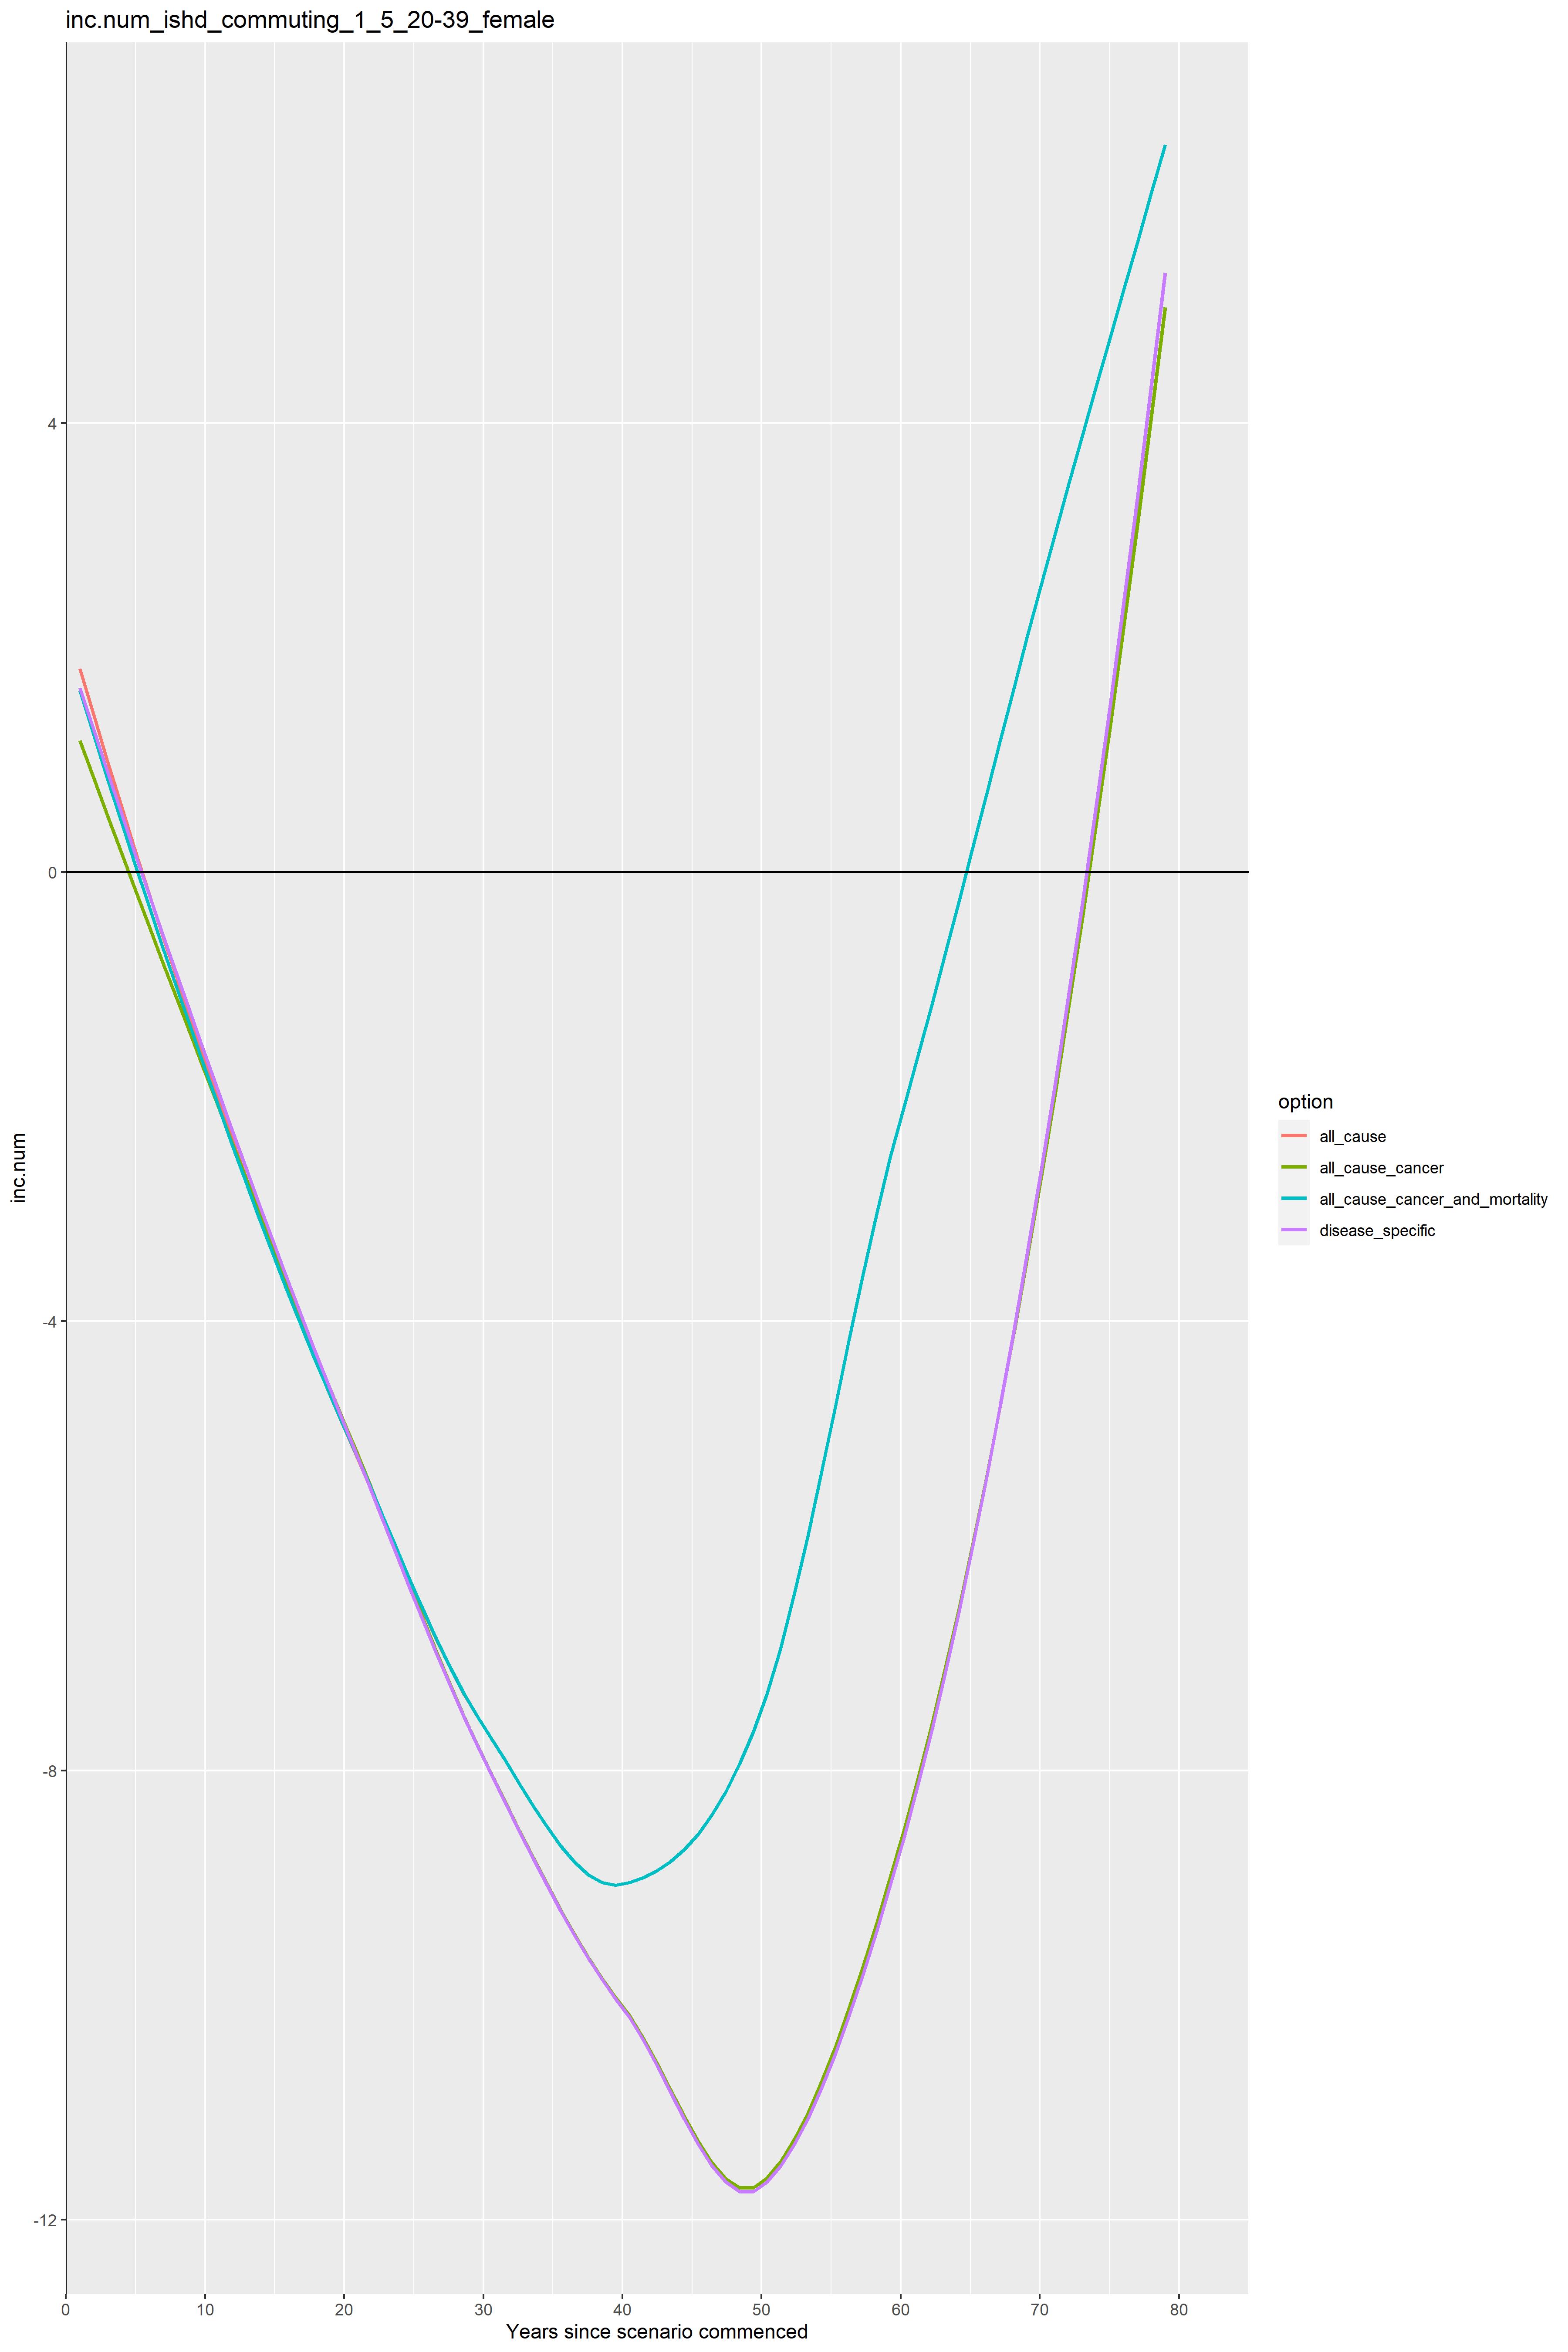 inc.num_ishd_commuting_1_5_20-39_female
4
0
-4
-8
-12
inc.num
0 10 20 30 40 50 60 70 80
Years since scenario commenced
option
all_cause
all_cause_cancer
all_cause_cancer_and_mortality
disease_specific